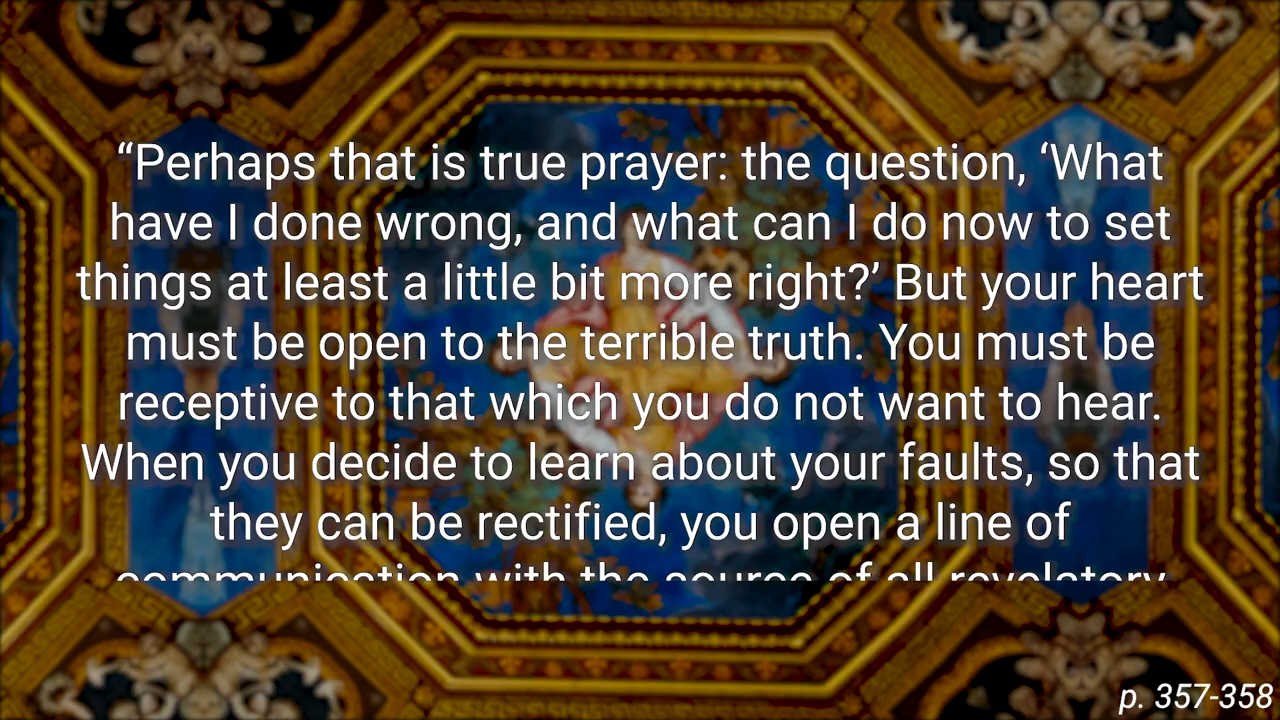 “Perhaps that is true prayer: the question, ‘What
have I done wrong, and what can I do now to set
things at least a little bit more right?’ But your heart
must be open to the terrible truth. You must be
receptive to that which you do not want to hear.
When you decide to learn about your faults, so that
they can be rectified, you open a line of
communication with the source of all revelatory
p. 357-358